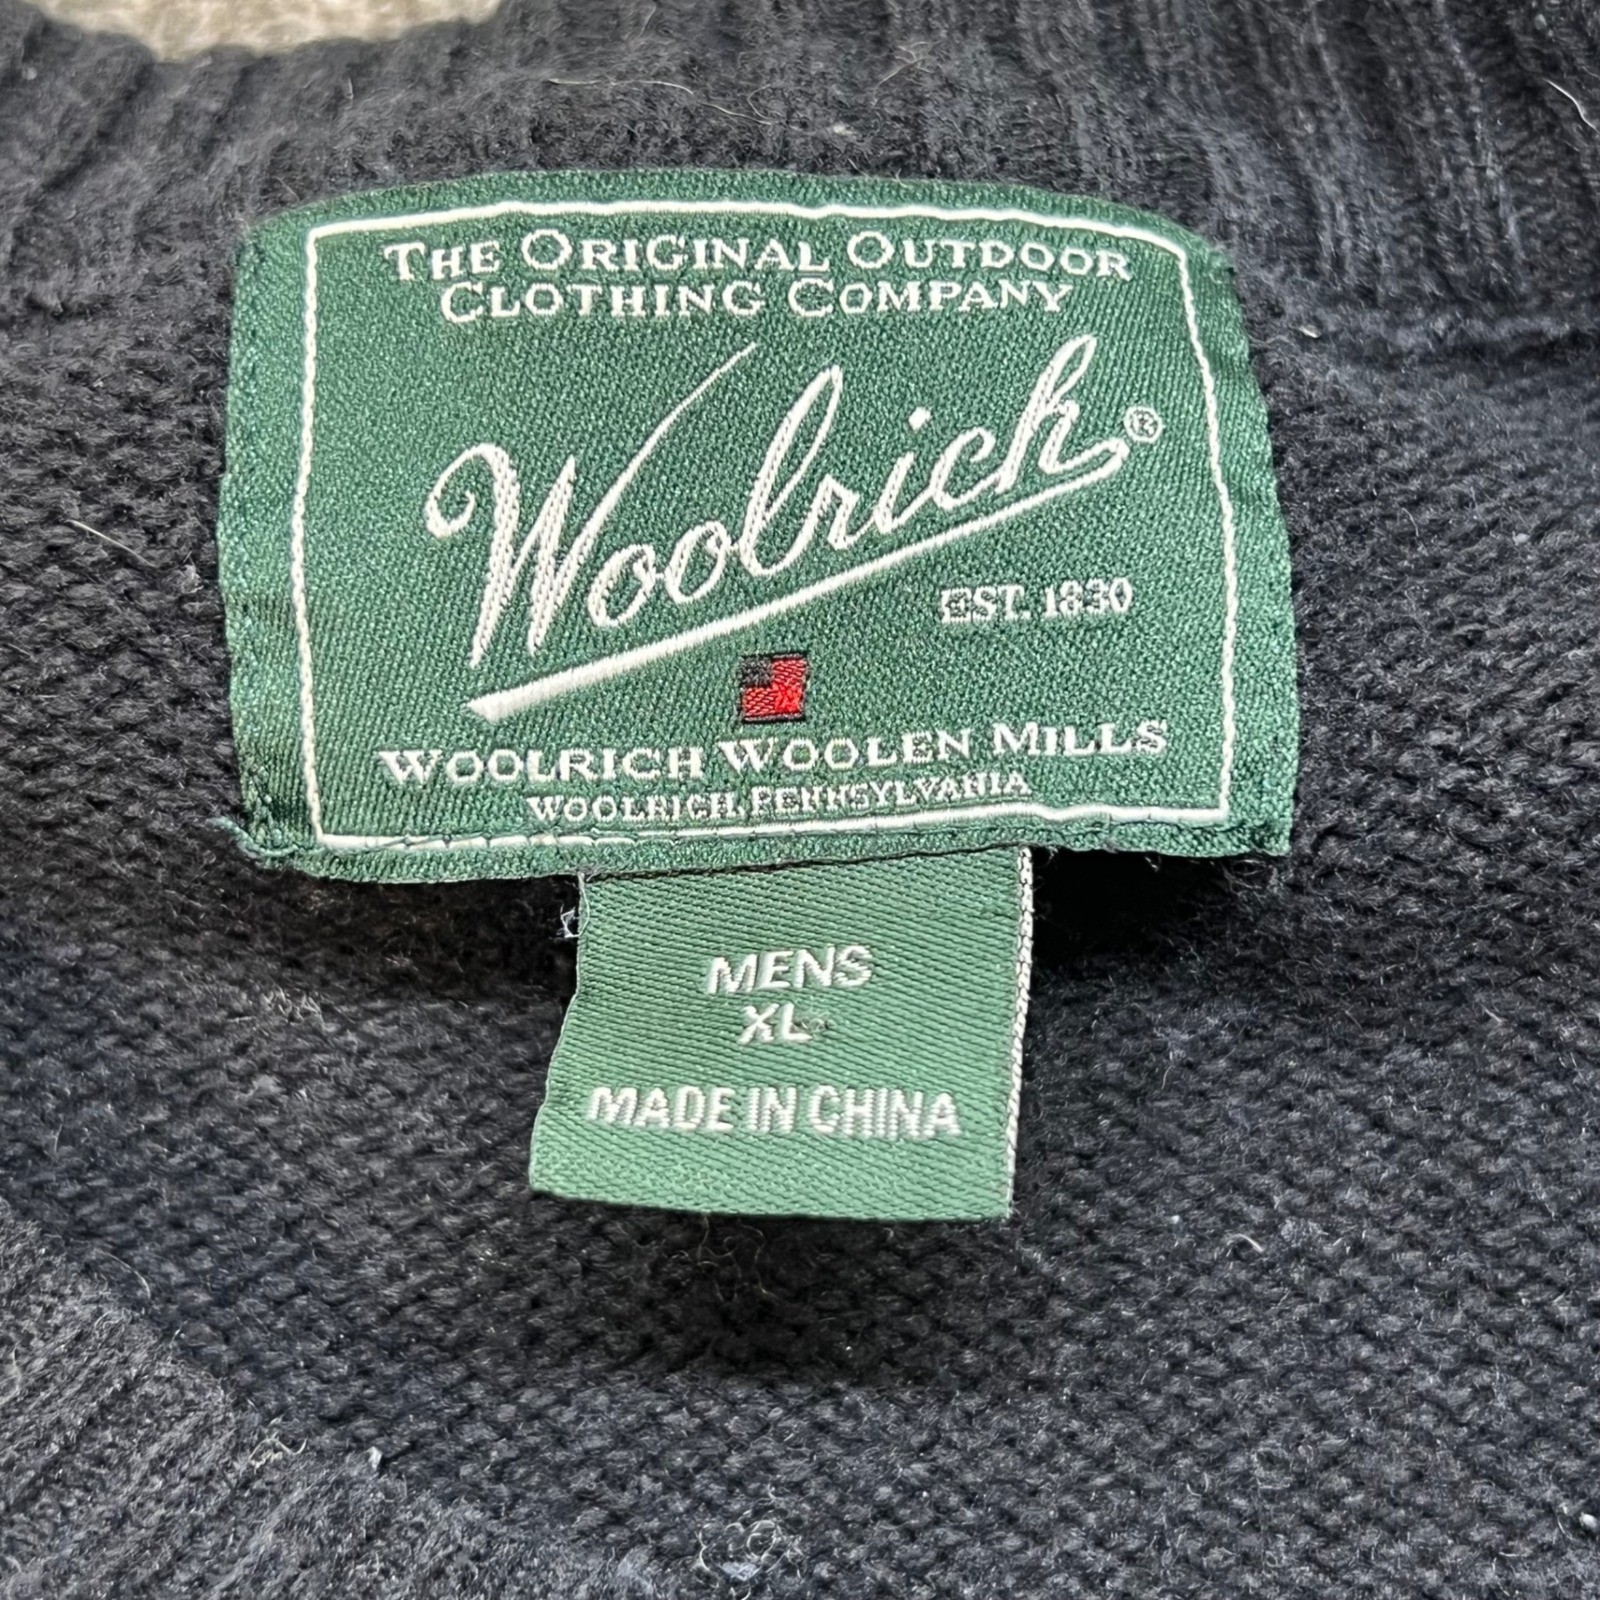 THE ORIGINAL OUTDOOR
CLOTHING COMPANY
Woolrich®
EST. 1830
WOOLRICH WOOLEN MILLS
WOOLRICH, PENNSYLVANIA
MENS
XL
MADE IN CHINA